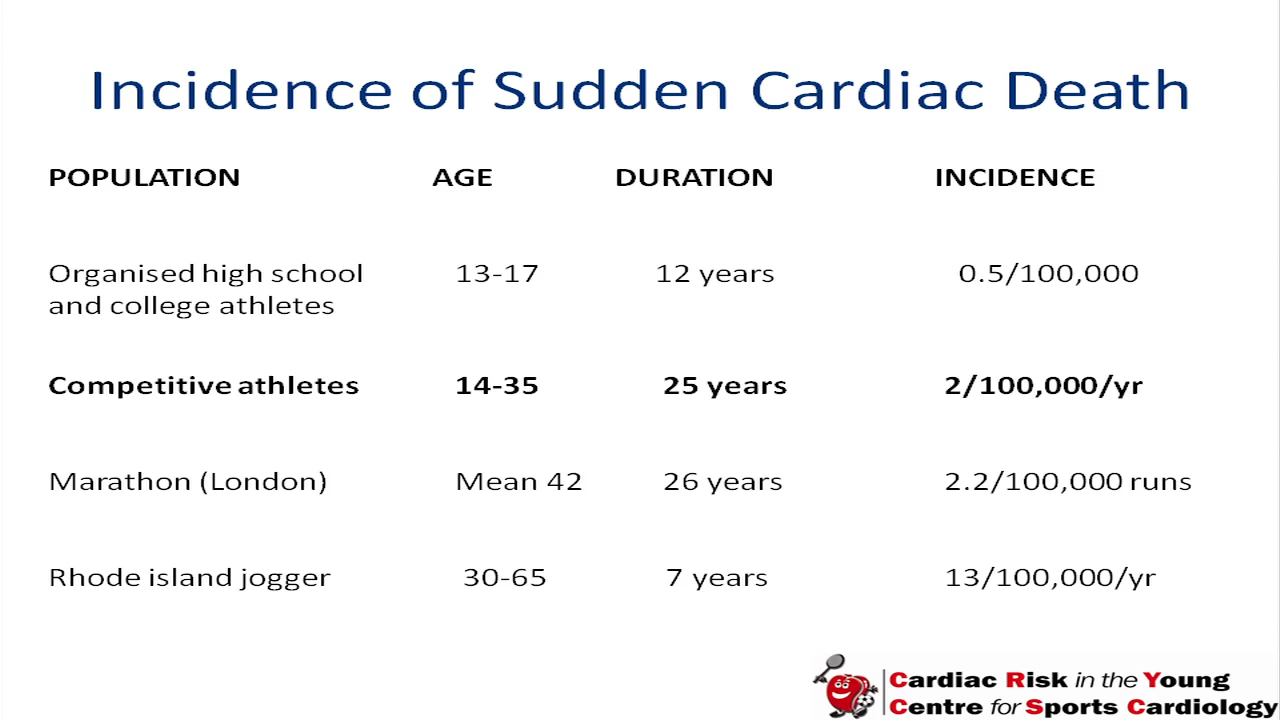 Incidence of Sudden Cardiac Death
POPULATION AGE DURATION INCIDENCE
Organised high school 13-17 12 years 0.5/100,000
and college athletes
Competitive athletes 14-35 25 years 2/100,000/yr
Marathon (London) Mean 42 26 years 2.2/100,000 runs
Rhode island jogger 30-65 7 years 13/100,000/yr
Cardiac Risk in the Young
Centre for Sports Cardiology